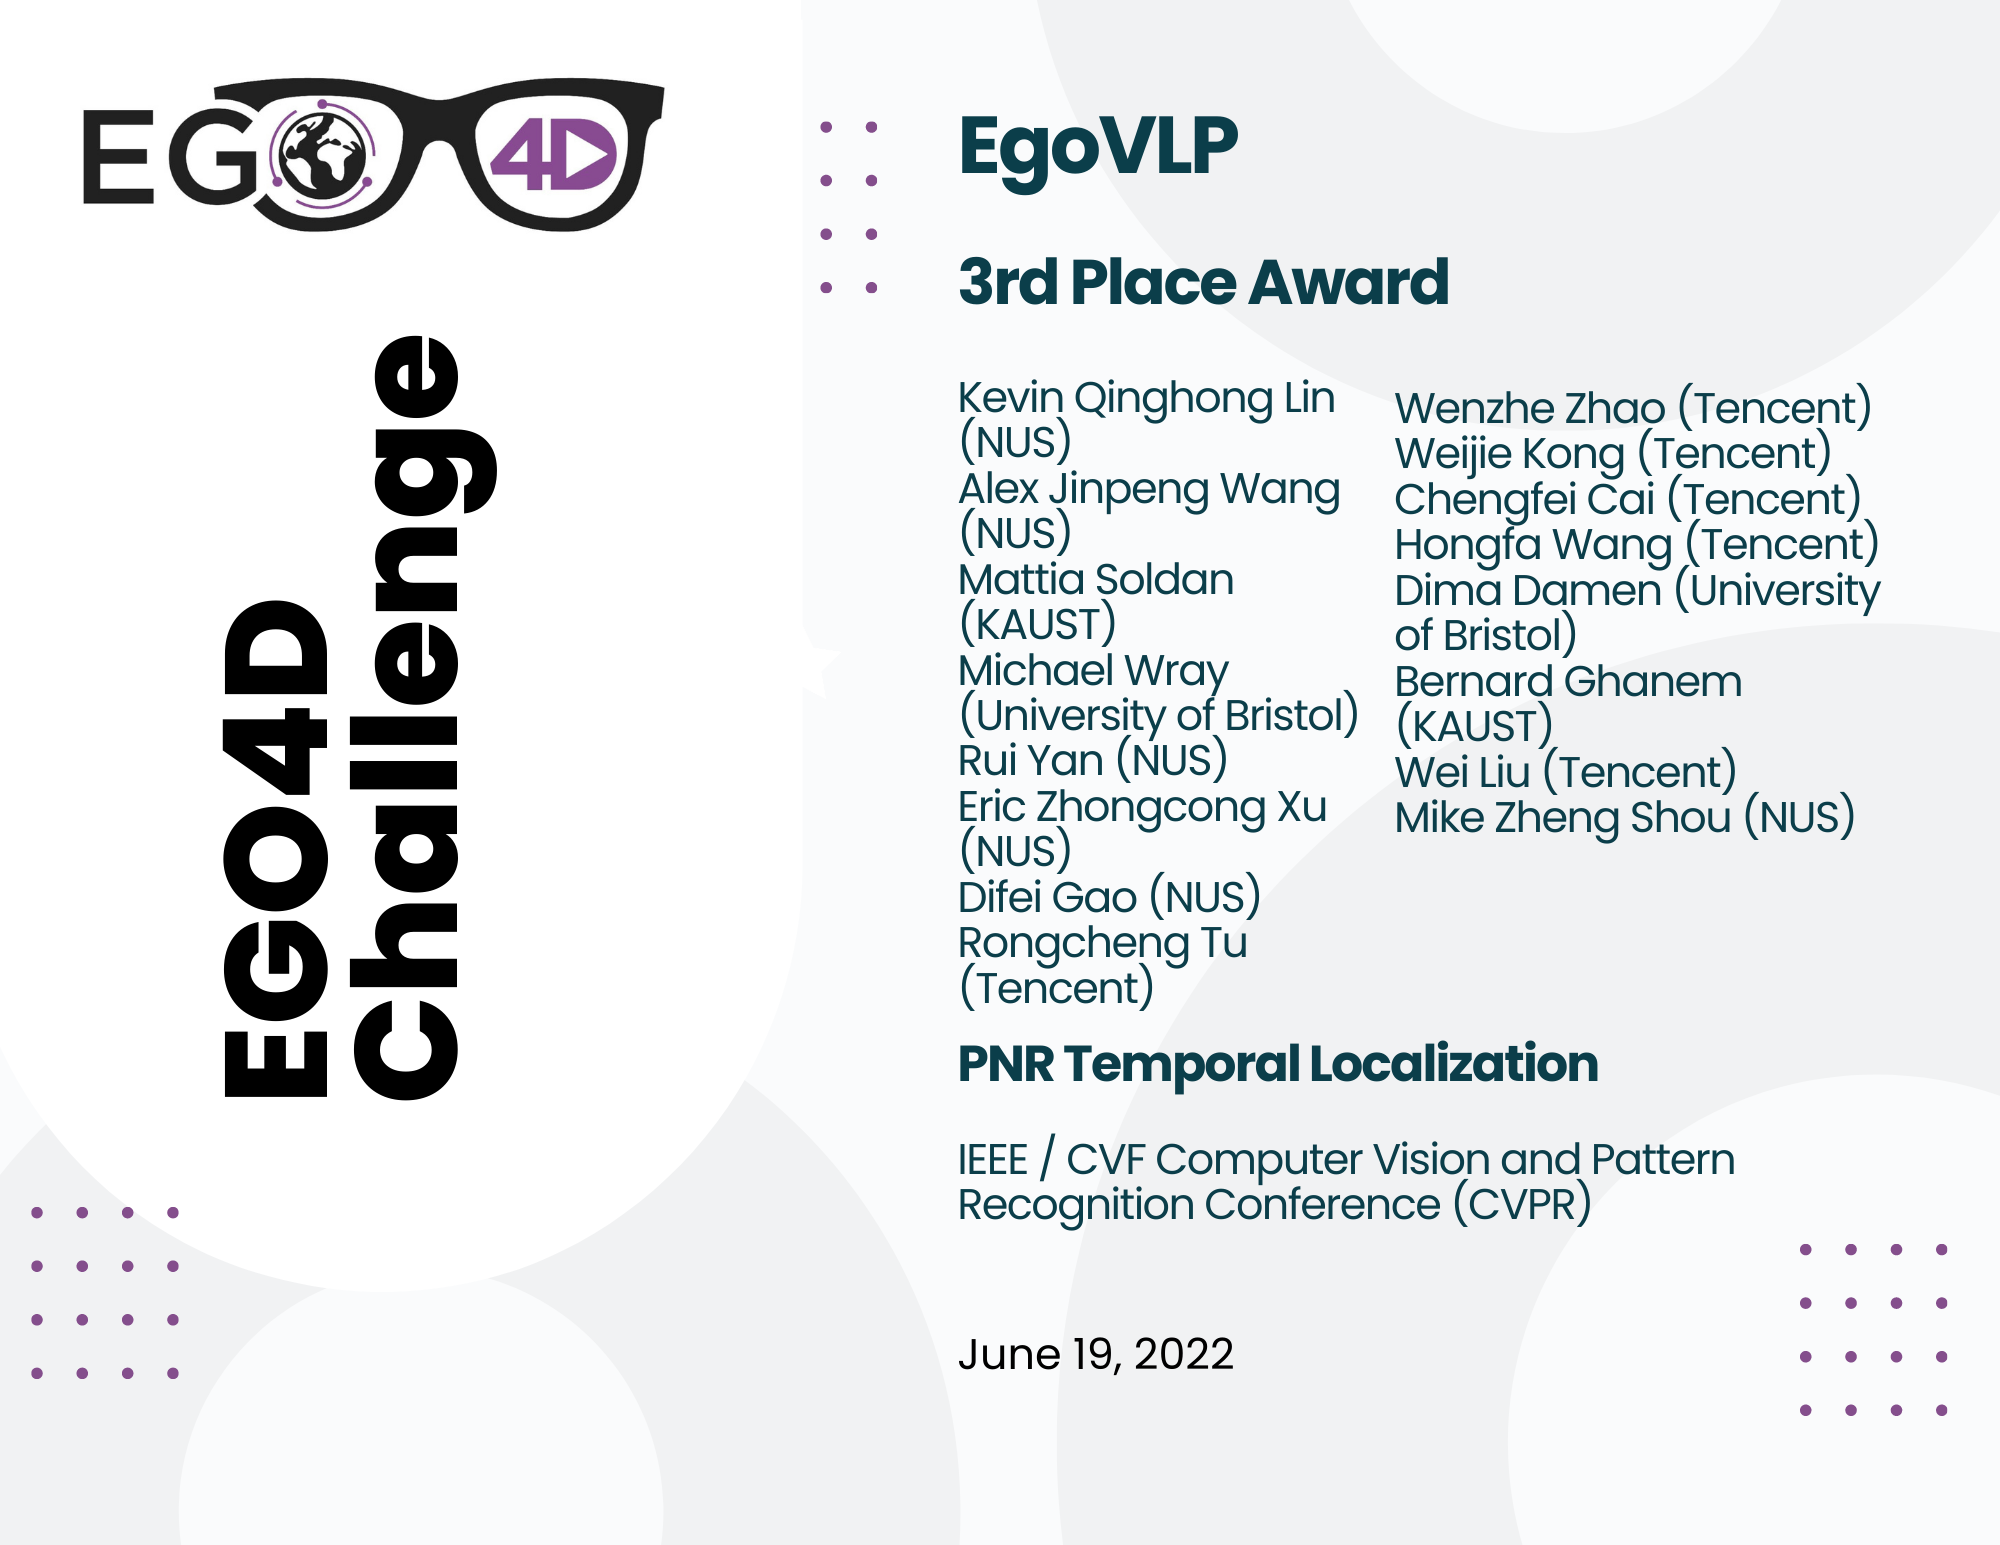 EGO 4D
EGO4D
Challenge
EgoVLP
3rd Place Award
Kevin Qinghong Lin
(NUS)
Alex Jinpeng Wang
(NUS)
Mattia Soldan
(KAUST)
Michael Wray
(University of Bristol)
Rui Yan (NUS)
Eric Zhongcong Xu
(NUS)
Difei Gao (NUS)
Rongcheng Tu
(Tencent)
Wenzhe Zhao (Tencent)
Weijie Kong (Tencent)
Chengfei Cai (Tencent)
Hongfa Wang (Tencent)
Dima Damen (University
of Bristol)
Bernard Ghanem
(KAUST)
Wei Liu (Tencent)
Mike Zheng Shou (NUS)
PNR Temporal Localization
IEEE / CVF Computer Vision and Pattern
Recognition Conference (CVPR)
June 19, 2022